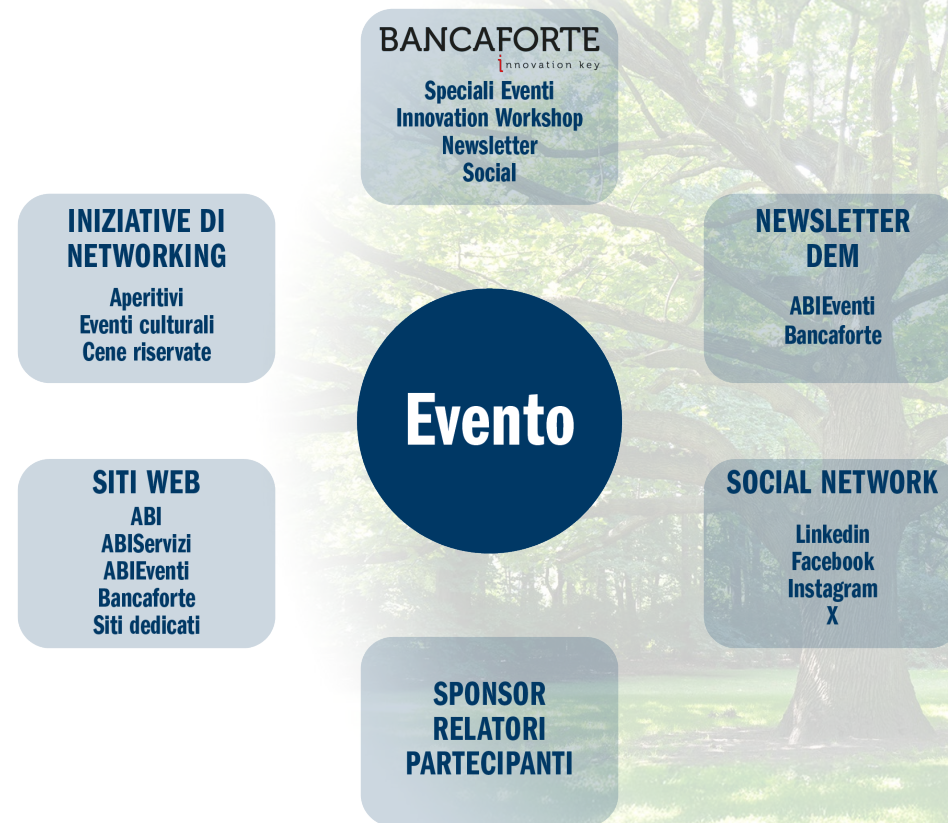 BANCAFORTE
innovation key
Speciali Eventi
Innovation Workshop
Newsletter
Social
INIZIATIVE DI
NETWORKING
Aperitivi
Eventi culturali
Cene riservate
NEWSLETTER
DEM
ABIEventi
Bancaforte
Evento
SITI WEB
ABI
ABIServizi
ABIEventi
Bancaforte
Siti dedicati
SOCIAL NETWORK
Linkedin
Facebook
Instagram
X
SPONSOR
RELATORI
PARTECIPANTI